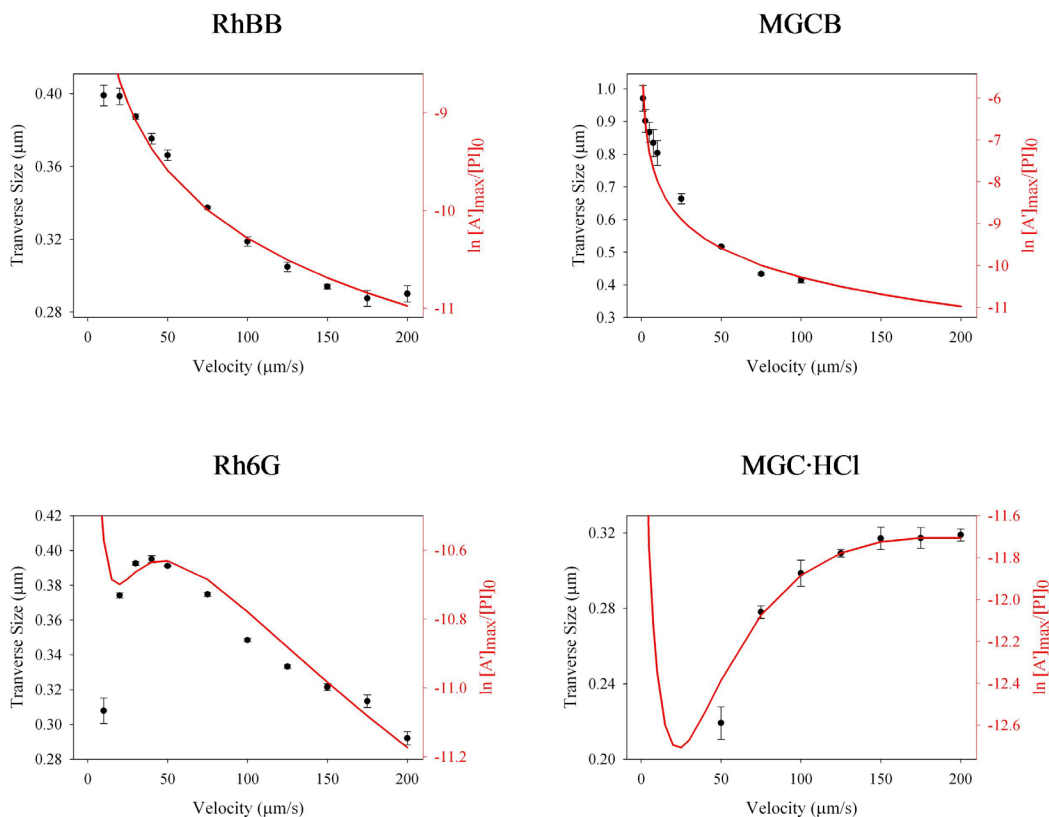 RhBB
0.40
0.36
0.32
0.28
Tranverse Size (μm)
-9
-10
-11
ln [A']max/[PI]0
0 50 100 150 200
Velocity (μm/s)
MGCB
1.0
0.9
0.8
0.7
0.6
0.5
0.4
0.3
Tranverse Size (μm)
-6
-7
-8
-9
-10
-11
ln [A']max/[PI]0
0 50 100 150 200
Velocity (μm/s)
Rh6G
0.42
0.40
0.38
0.36
0.34
0.32
0.30
0.28
Tranverse Size (μm)
-10.6
-10.8
-11.0
-11.2
ln [A']max/[PI]0
0 50 100 150 200
Velocity (μm/s)
MGC·HCl
0.32
0.28
0.24
0.20
Tranverse Size (μm)
-11.6
-11.8
-12.0
-12.2
-12.4
-12.6
ln [A']max/[PI]0
0 50 100 150 200
Velocity (μm/s)